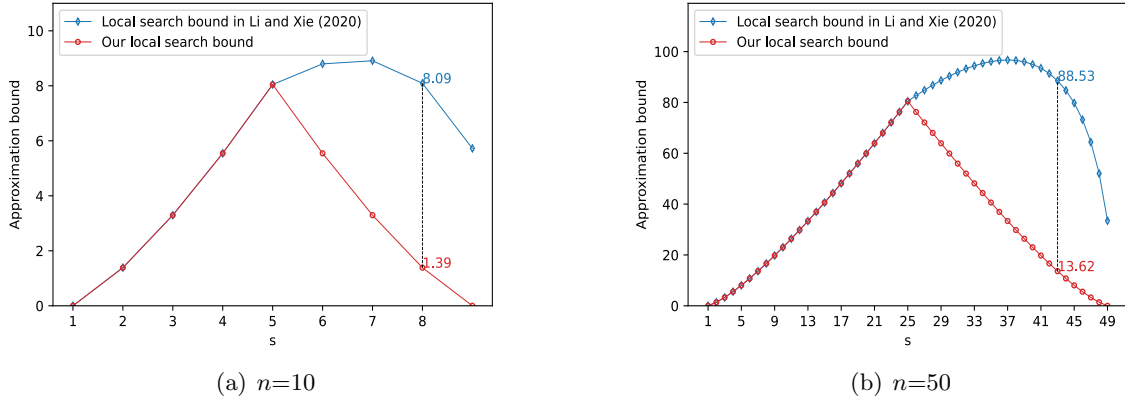 Local search bound in Li and Xie (2020)
Our local search bound
Approximation bound
10
8
6
4
2
0
8.09
1.39
1 2 3 4 5 6 7 8
s
(a) n=10
Local search bound in Li and Xie (2020)
Our local search bound
Approximation bound
100
80
60
40
20
0
88.53
13.62
1 5 9 13 17 21 25 29 33 37 41 45 49
s
(b) n=50